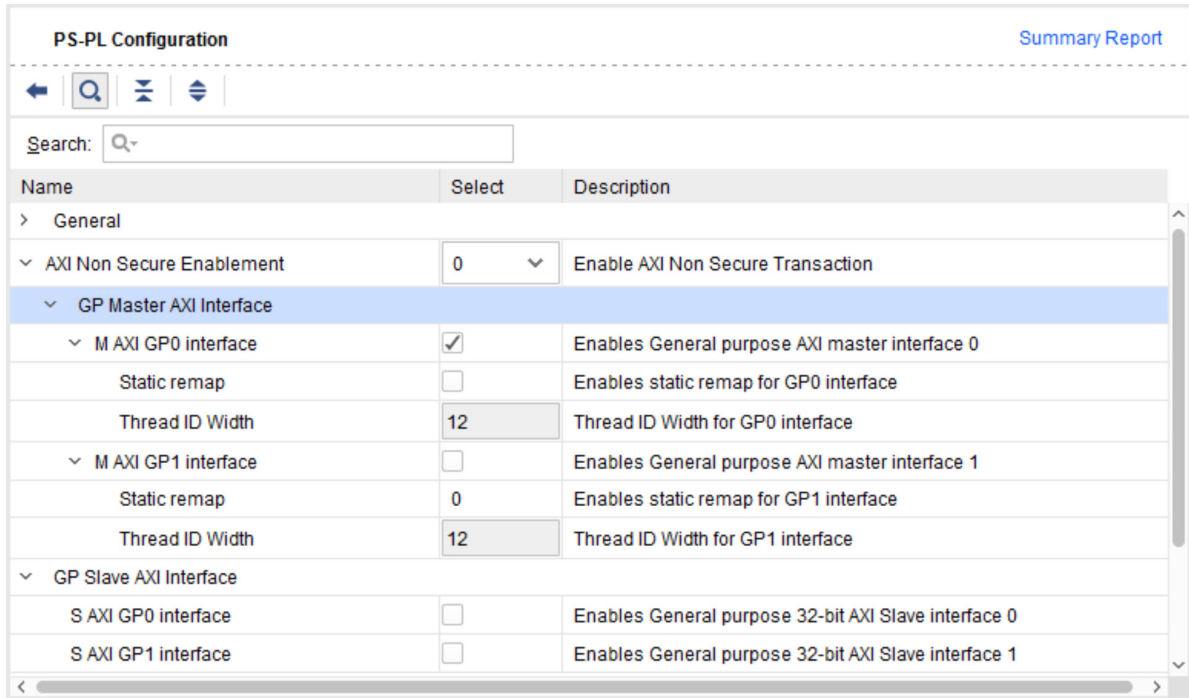 PS-PL Configuration Summary Report
Search:
Name Select Description
General
AXI Non Secure Enablement 0 Enable AXI Non Secure Transaction
GP Master AXI Interface
M AXI GP0 interface Enables General purpose AXI master interface 0
Static remap Enables static remap for GP0 interface
Thread ID Width 12 Thread ID Width for GP0 interface
M AXI GP1 interface Enables General purpose AXI master interface 1
Static remap 0 Enables static remap for GP1 interface
Thread ID Width 12 Thread ID Width for GP1 interface
GP Slave AXI Interface
S AXI GP0 interface Enables General purpose 32-bit AXI Slave interface 0
S AXI GP1 interface Enables General purpose 32-bit AXI Slave interface 1